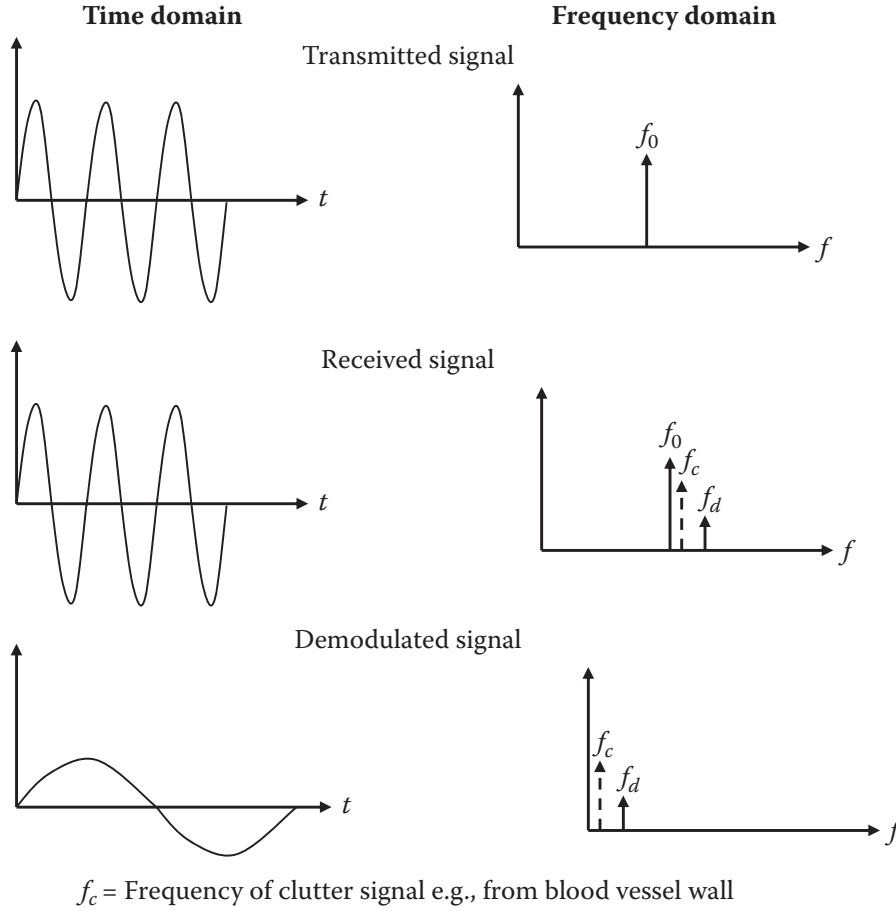 Time domain
Frequency domain
Transmitted signal
f0
t
f
Received signal
f0
fc
fd
t
f
Demodulated signal
fc
fd
t
f
fc = Frequency of clutter signal e.g., from blood vessel wall